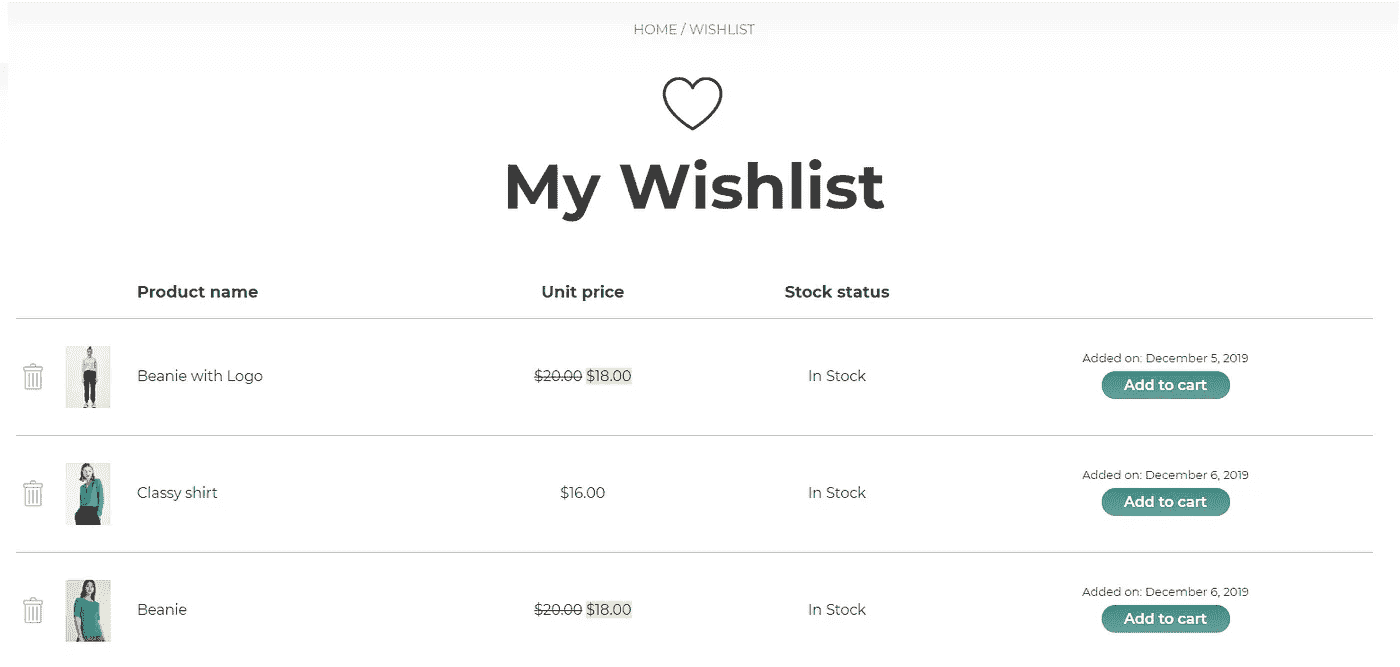 HOME / WISHLIST
My Wishlist
Product name Unit price Stock status
Added on: December 5, 2019
Beanie with Logo $20.00 $18.00 In Stock
Add to cart
Added on: December 6, 2019
Classy shirt $16.00 In Stock
Add to cart
Added on: December 6, 2019
Beanie $20.00 $18.00 In Stock
Add to cart